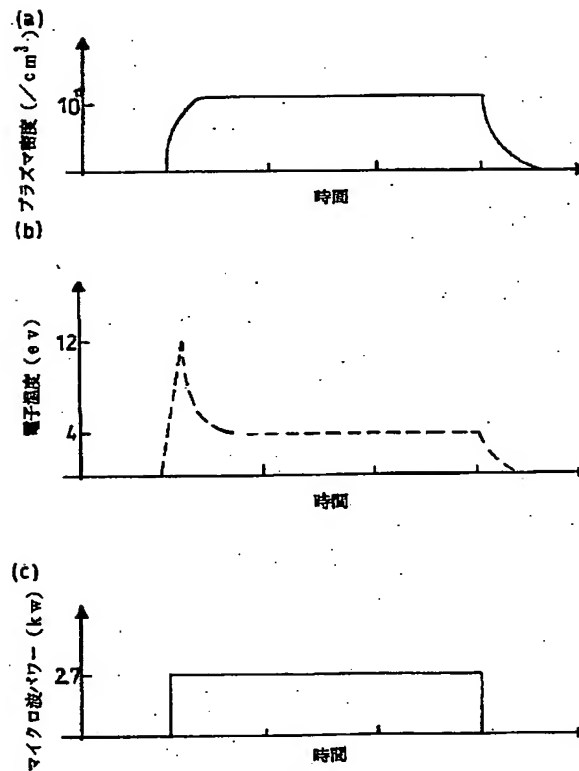 (a)
プラズマ密度(/cm³)
10
時間
(b)
電子温度(ev)
12
4
時間
(c)
マイクロ波パワー(kw)
2.7
時間